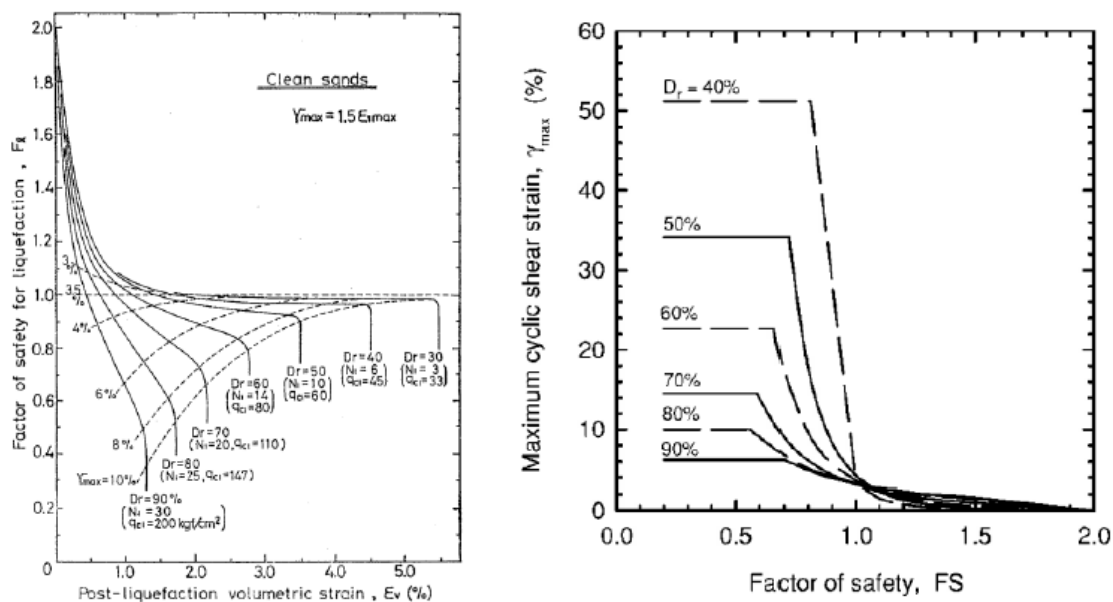 2.0
1.8
1.6
1.4
1.2
1.0
0.8
0.6
0.4
0.2
0
Factor of safety for liquefaction , Fℓ
Clean sands
γmax = 1.5 ε1max
3 %
3.5 %
4%
6%
8%
γmax=10%
Dr=30
(N1= 3
qc1=33)
Dr=40
(N1= 6
qc1=45)
Dr=50
(N1=10
qc1=60)
Dr=60
(N1=14
qc1=80)
Dr=70
(N1=20, qc1=110)
Dr=80
(N1=25, qc1=147)
Dr=90%
(N1=30
qc1=200 kgf/cm²)
1.0 2.0 3.0 4.0 5.0
Post-liquefaction volumetric strain , εv (%)
60
50
40
30
20
10
0
Maximum cyclic shear strain, γmax (%)
Dr = 40%
50%
60%
70%
80%
90%
0.0 0.5 1.0 1.5 2.0
Factor of safety, FS